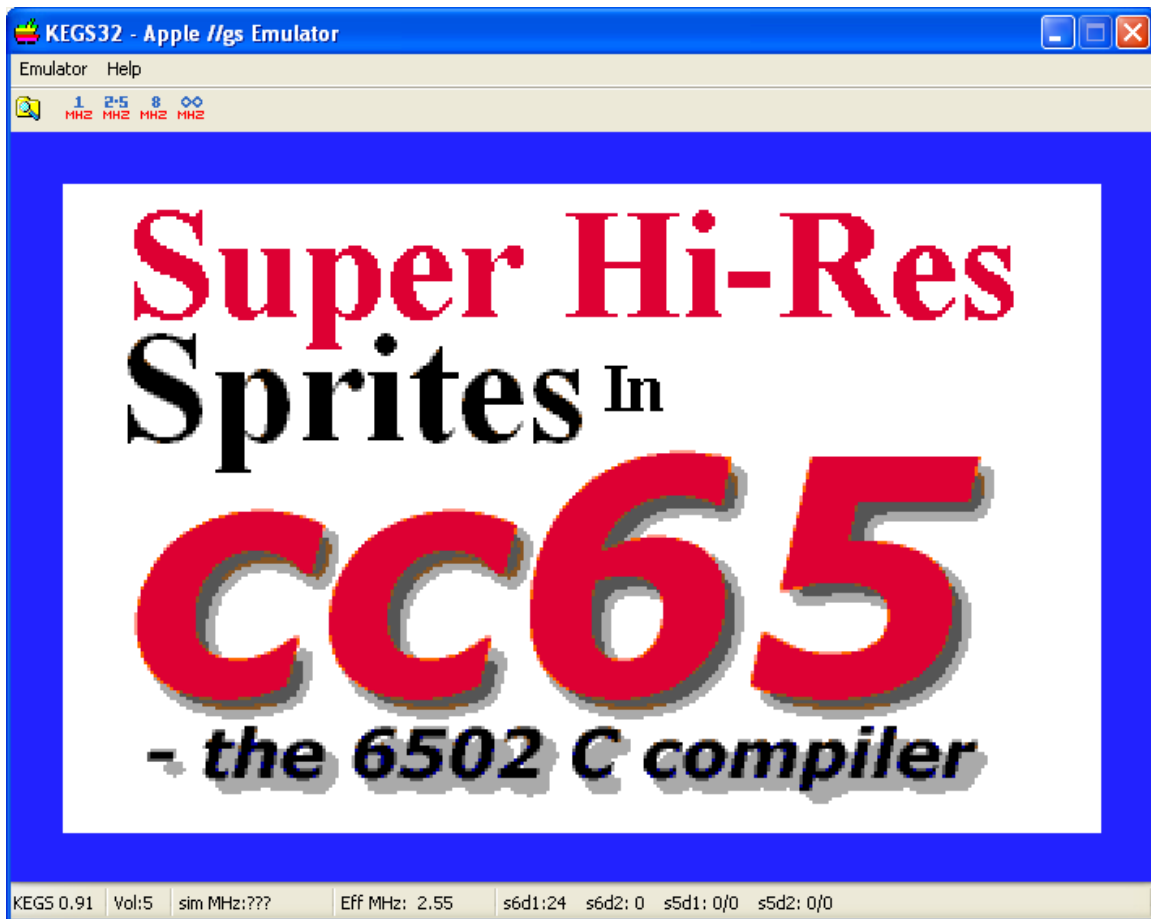 KEGS32 - Apple //gs Emulator
Emulator Help
1 MHZ 2·5 MHZ 8 MHZ ∞ MHZ
Super Hi-Res
Sprites In
cc65
- the 6502 C compiler
KEGS 0.91 Vol:5 sim MHz:??? Eff MHz: 2.55 s6d1:24 s6d2: 0 s5d1: 0/0 s5d2: 0/0